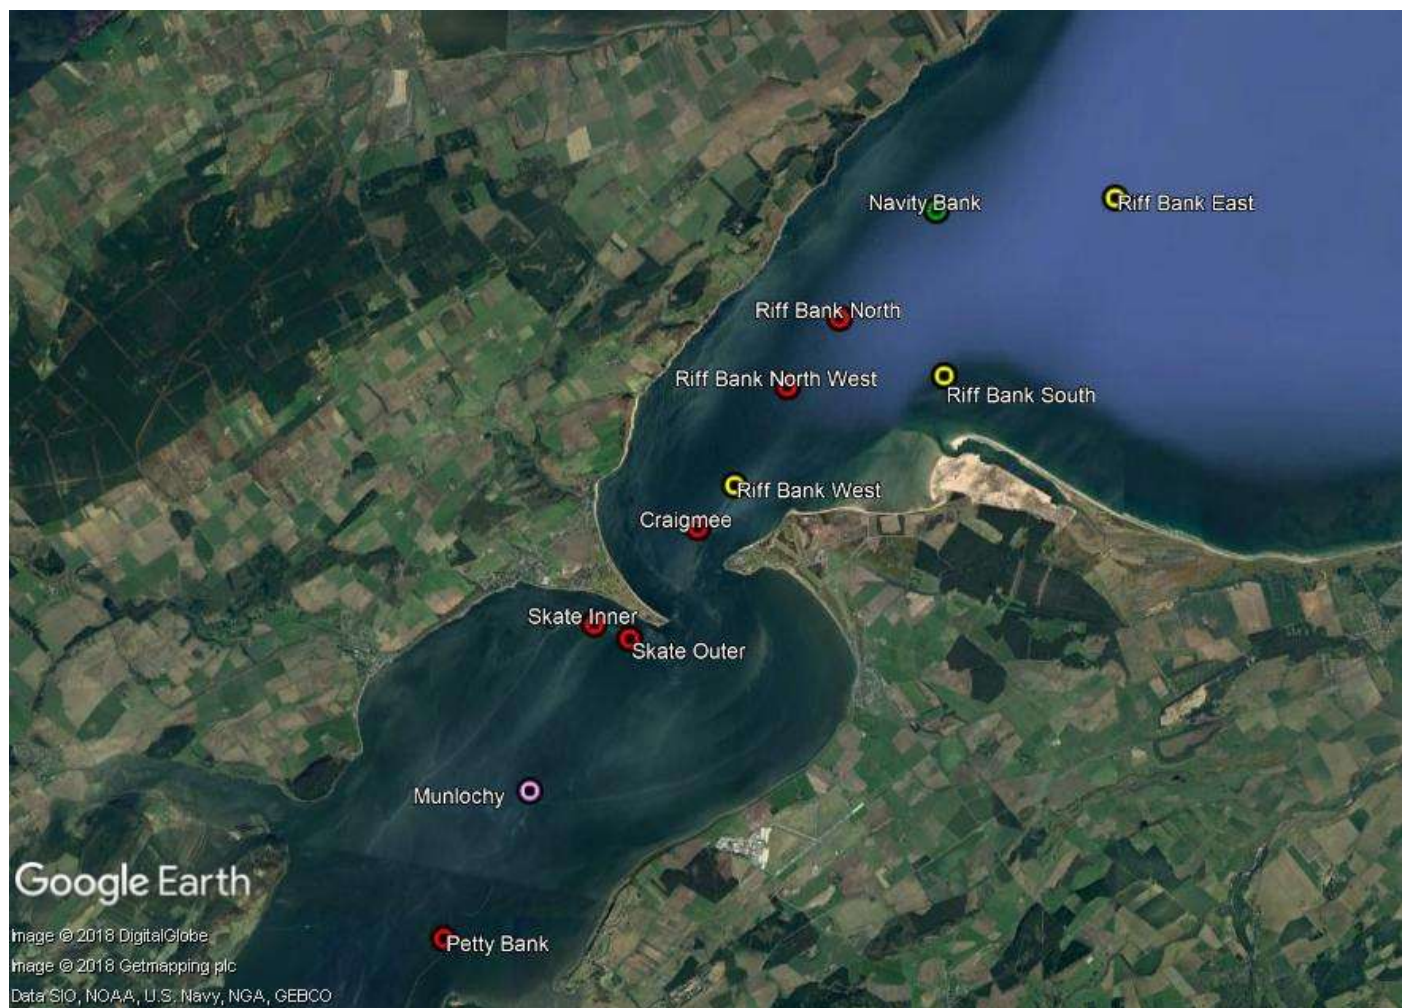 Navity Bank
Riff Bank East
Riff Bank North
Riff Bank North West
Riff Bank South
Riff Bank West
Craigmee
Skate Inner
Skate Outer
Munlochy
Google Earth
Image © 2018 DigitalGlobe
Petty Bank
Image © 2018 Getmapping plc
Data SIO, NOAA, U.S. Navy, NGA, GEBCO